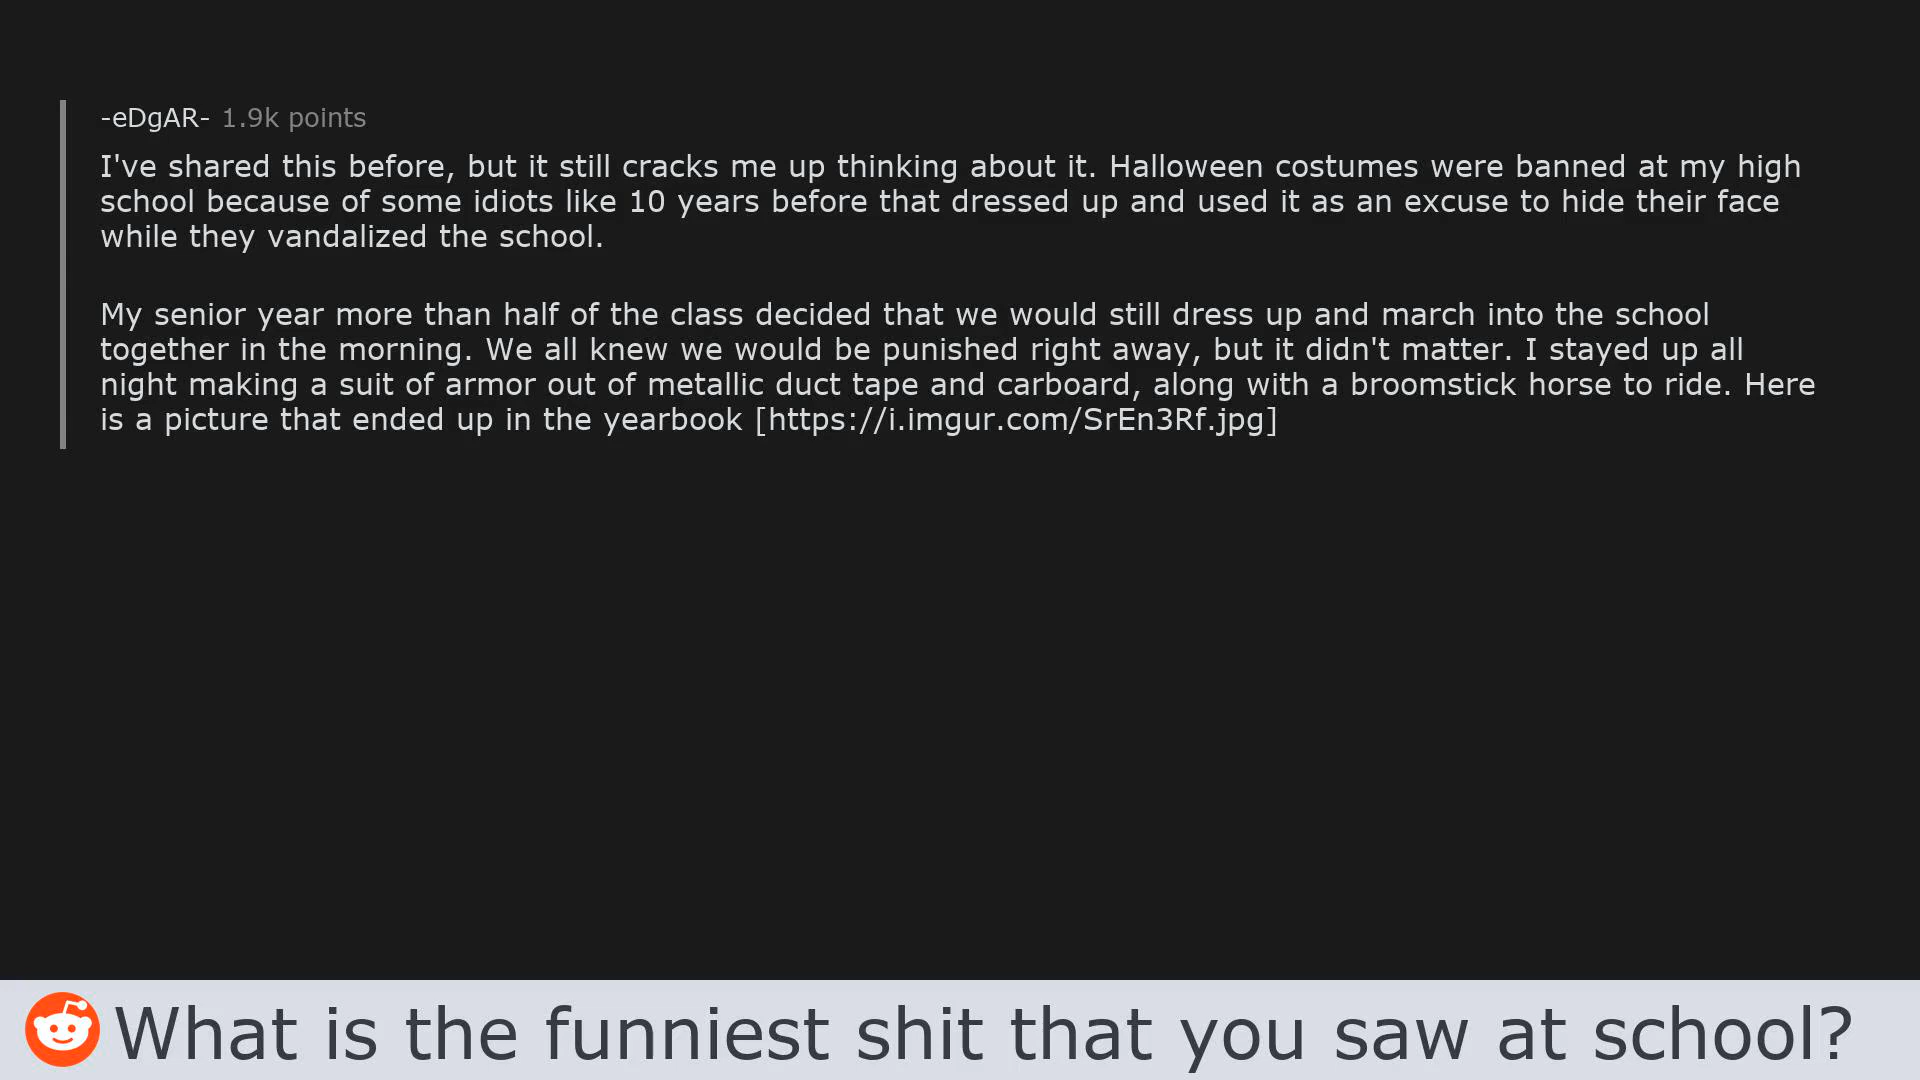 -eDgAR- 1.9k points
I've shared this before, but it still cracks me up thinking about it. Halloween costumes were banned at my high
school because of some idiots like 10 years before that dressed up and used it as an excuse to hide their face
while they vandalized the school.
My senior year more than half of the class decided that we would still dress up and march into the school
together in the morning. We all knew we would be punished right away, but it didn't matter. I stayed up all
night making a suit of armor out of metallic duct tape and carboard, along with a broomstick horse to ride. Here
is a picture that ended up in the yearbook [https://i.imgur.com/SrEn3Rf.jpg]
What is the funniest shit that you saw at school?